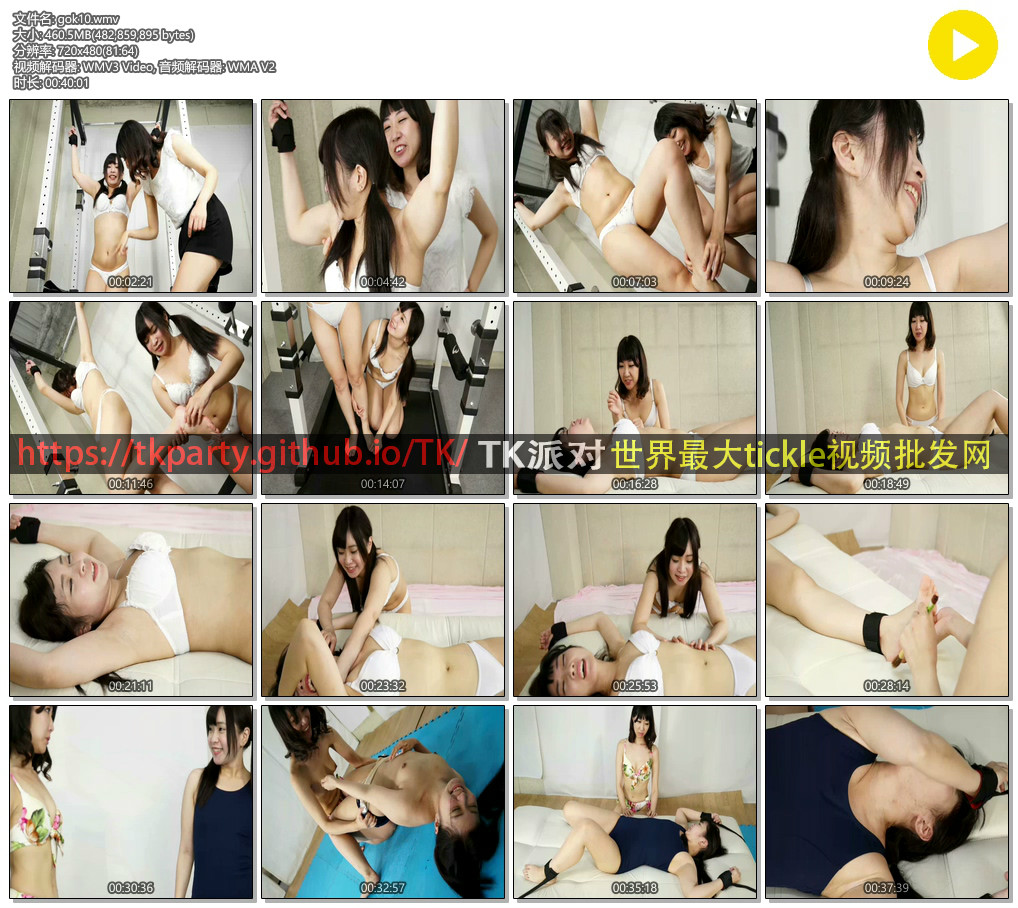 文件名: gok10.wmv
大小: 460.5MB(482,859,895 bytes)
分辨率: 720x480(81:64)
视频解码器: WMV3 Video, 音频解码器: WMA V2
时长: 00:40:01
00:02:21
00:04:42
00:07:03
00:09:24
https://tkparty.github.io/TK/ TK派对 世界最大tickle视频批发网
00:11:46
00:14:07
00:16:28
00:18:49
00:21:11
00:23:32
00:25:53
00:28:14
00:30:36
00:32:57
00:35:18
00:37:39